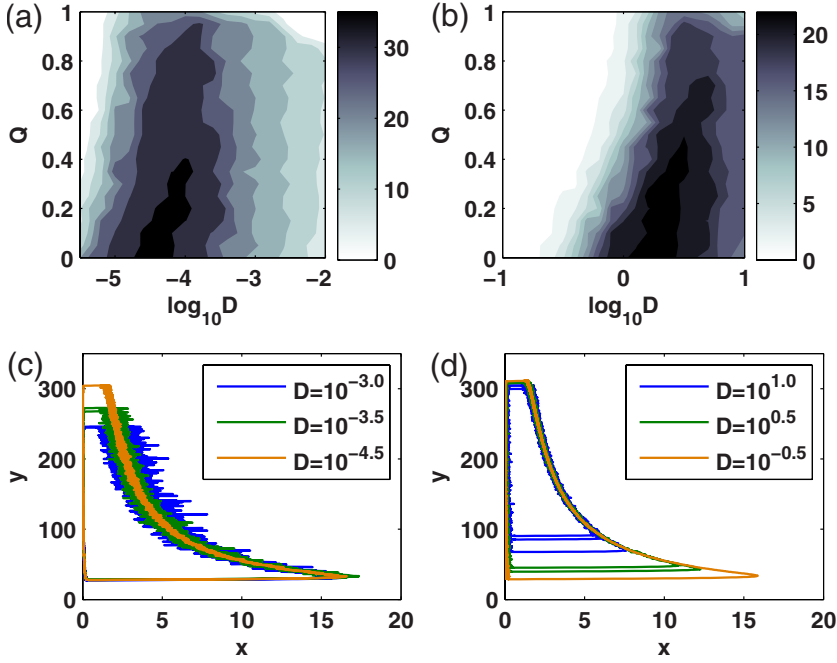 (a)
1
0.8
0.6
0.4
0.2
0
Q
−5 −4 −3 −2
log10D
30
20
10
0
(b)
1
0.8
0.6
0.4
0.2
0
Q
−1 0 1
log10D
20
15
10
5
0
(c)
300
200
100
0
y
0 5 10 15 20
x
D=10−3.0
D=10−3.5
D=10−4.5
(d)
300
200
100
0
y
0 5 10 15 20
x
D=101.0
D=100.5
D=10−0.5